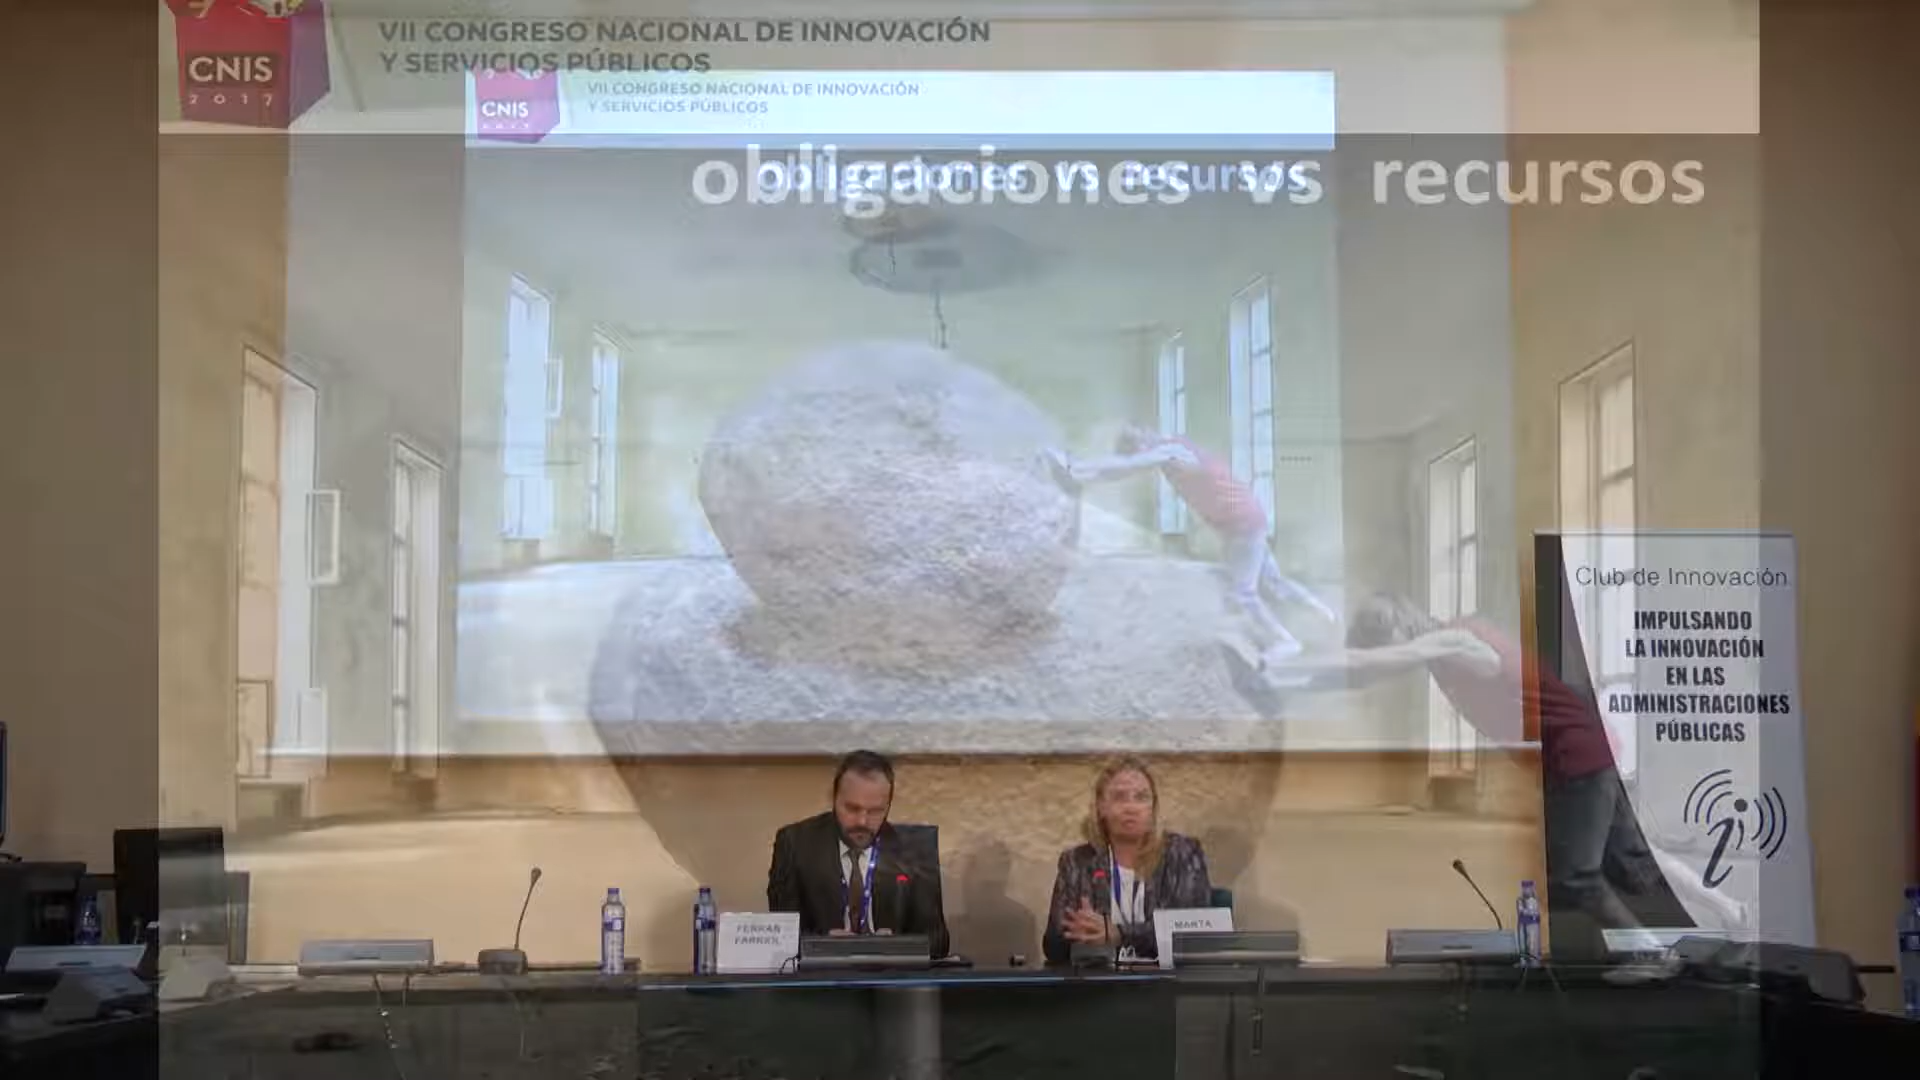 VII CONGRESO NACIONAL DE INNOVACIÓN
Y SERVICIOS PÚBLICOS
CNIS
2017
VII CONGRESO NACIONAL DE INNOVACIÓN
Y SERVICIOS PÚBLICOS
CNIS
obligaciones vs recursos
obligaciones vs recursos
Club de Innovación
IMPULSANDO
LA INNOVACIÓN
EN LAS
ADMINISTRACIONES
PÚBLICAS
i
FERRAN
FARRÉS
MARTA